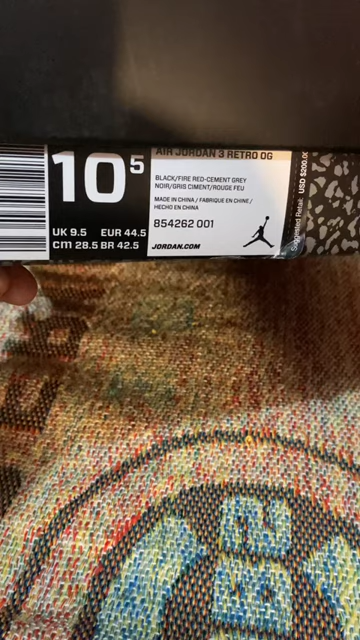 10⁵
UK 9.5 EUR 44.5
cm 28.5 BR 42.5
AIR JORDAN 3 RETRO OG
BLACK/FIRE RED-CEMENT GREY
NOIR/GRIS CIMENT/ROUGE FEU
MADE IN CHINA / FABRIQUE EN CHINE /
HECHO EN CHINA
854262 001
JORDAN.COM
Suggested Retail: USD $200.00